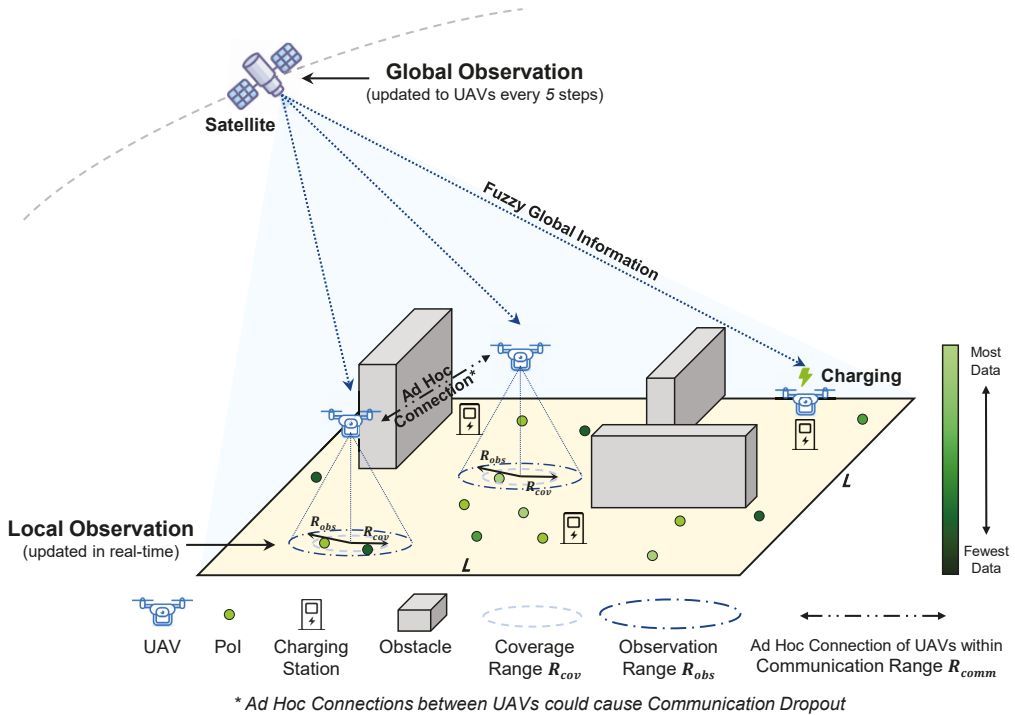 Global Observation
(updated to UAVs every 5 steps)
Satellite
Fuzzy Global Information
Most
Data
Charging
Ad Hoc
Connection*
R_obs
R_cov
L
Local Observation
(updated in real-time)
R_obs
R_cov
L
Fewest
Data
UAV
PoI
Charging
Station
Obstacle
Coverage
Range R_cov
Observation
Range R_obs
Ad Hoc Connection of UAVs within
Communication Range R_comm
* Ad Hoc Connections between UAVs could cause Communication Dropout